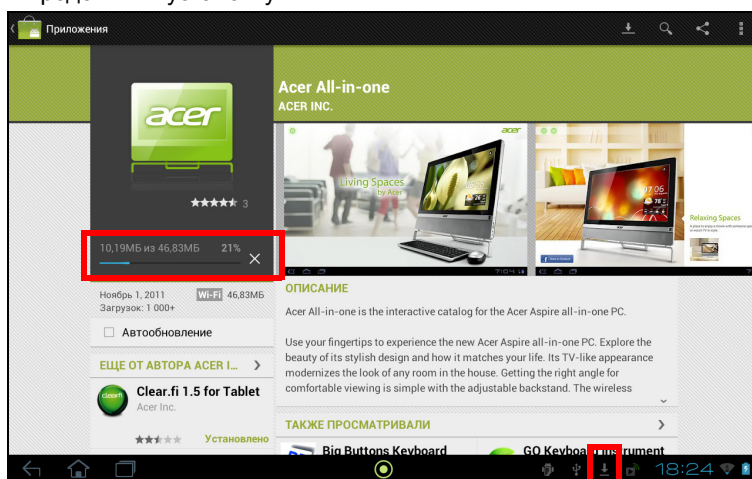 Приложения
Acer All-in-one
ACER INC.
acer
3
10,19МБ из 46,83МБ 21%
Living Spaces
by Acer
acer
Relaxing Spaces
7:04
Ноябрь 1, 2011 Wi-Fi 46,83МБ
Загрузок: 1 000+
Автообновление
ЕЩЕ ОТ АВТОРА ACER I...
clear.fi
Clear.fi 1.5 for Tablet
Acer Inc.
Установлено
ОПИСАНИЕ
Acer All-in-one is the interactive catalog for the Acer Aspire all-in-one PC.
Use your fingertips to experience the new Acer Aspire all-in-one PC. Explore the
beauty of its stylish design and how it matches your life. Its TV-like appearance
modernizes the look of any room in the house. Getting the right angle for
comfortable viewing is simple with the adjustable backstand. The wireless
ТАКЖЕ ПРОСМАТРИВАЛИ
Big Buttons Keyboard
GO Keyboard Instrument
18:24